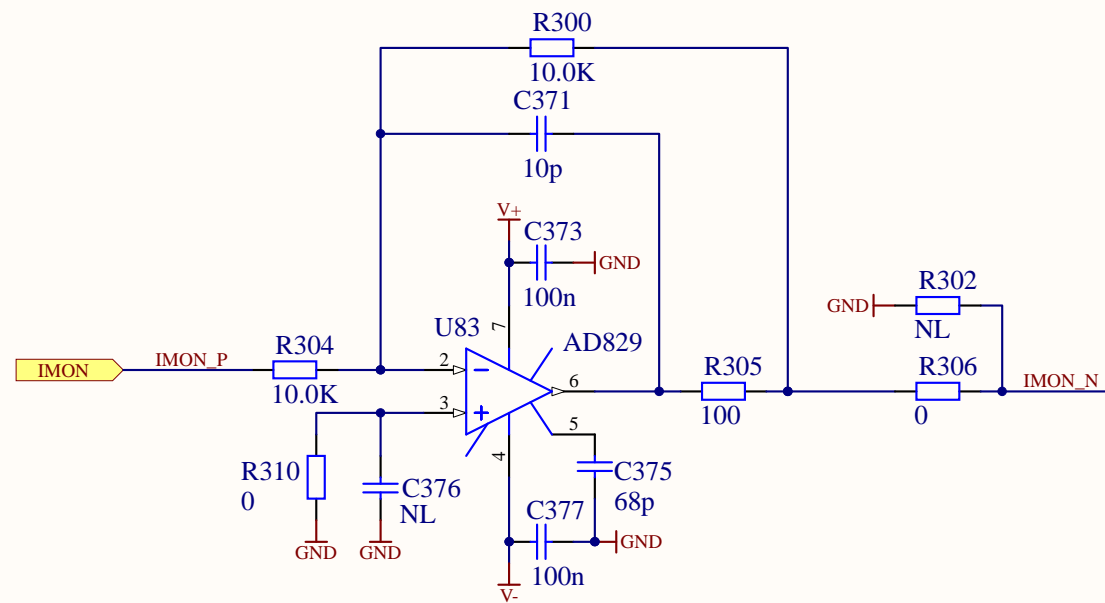 R300
10.0K
C371
10p
V+
C373
GND
100n
R302
GND
NL
7
U83
AD829
IMON
IMON_P
R304
10.0K
2
6
R305
100
R306
0
IMON_N
3
5
4
R310
0
C376
NL
C375
68p
C377
GND
GND
GND
100n
V-